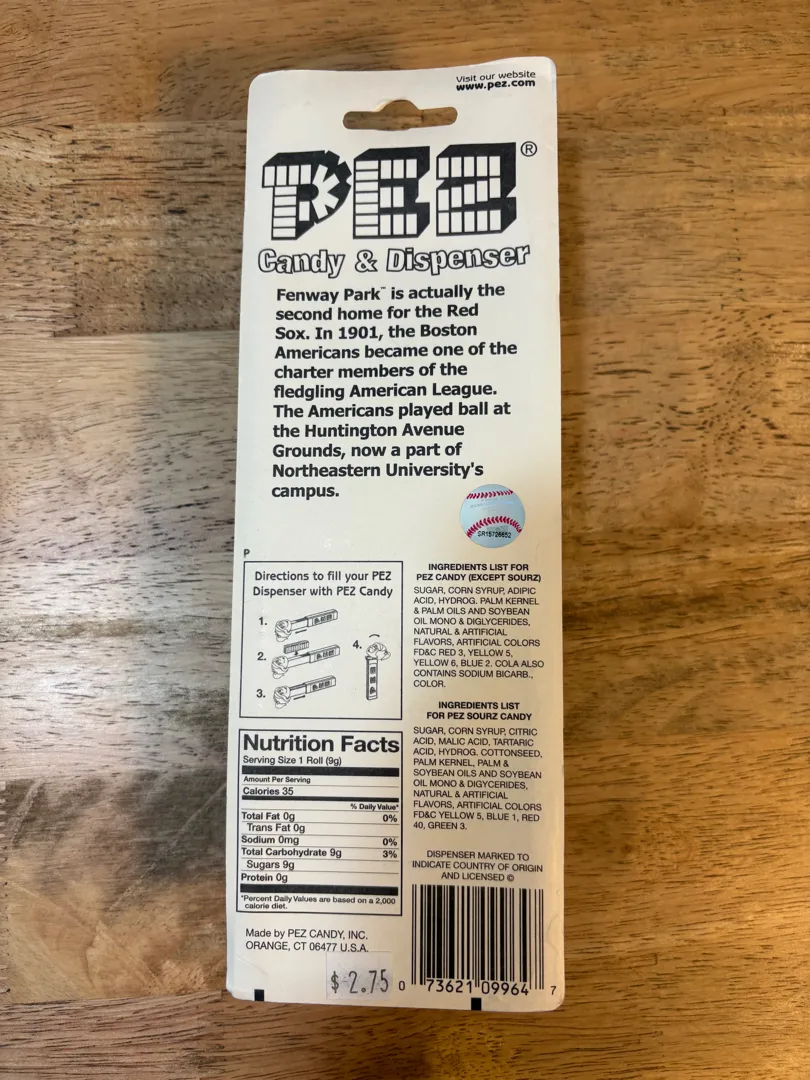 Visit our website
www.pez.com
PEZ®
Candy & Dispenser
Fenway Park™ is actually the
second home for the Red
Sox. In 1901, the Boston
Americans became one of the
charter members of the
fledgling American League.
The Americans played ball at
the Huntington Avenue
Grounds, now a part of
Northeastern University's
campus.
SR15726652
P
Directions to fill your PEZ
Dispenser with PEZ Candy
1.
2.
3.
4.
Nutrition Facts
Serving Size 1 Roll (9g)
Amount Per Serving
Calories 35
% Daily Value*
Total Fat 0g 0%
Trans Fat 0g
Sodium 0mg 0%
Total Carbohydrate 9g 3%
Sugars 9g
Protein 0g
*Percent Daily Values are based on a 2,000
calorie diet.
Made by PEZ CANDY, INC.
ORANGE, CT 06477 U.S.A.
$2.75
INGREDIENTS LIST FOR
PEZ CANDY (EXCEPT SOURZ)
SUGAR, CORN SYRUP, ADIPIC
ACID, HYDROG. PALM KERNEL
& PALM OILS AND SOYBEAN
OIL MONO & DIGLYCERIDES,
NATURAL & ARTIFICIAL
FLAVORS, ARTIFICIAL COLORS
FD&C RED 3, YELLOW 5,
YELLOW 6, BLUE 2. COLA ALSO
CONTAINS SODIUM BICARB.,
COLOR.
INGREDIENTS LIST
FOR PEZ SOURZ CANDY
SUGAR, CORN SYRUP, CITRIC
ACID, MALIC ACID, TARTARIC
ACID, HYDROG. COTTONSEED,
PALM KERNEL, PALM &
SOYBEAN OILS AND SOYBEAN
OIL MONO & DIGYCERIDES,
NATURAL & ARTIFICIAL
FLAVORS, ARTIFICIAL COLORS
FD&C YELLOW 5, BLUE 1, RED
40, GREEN 3.
DISPENSER MARKED TO
INDICATE COUNTRY OF ORIGIN
AND LICENSED ©
0 73621 09964 7